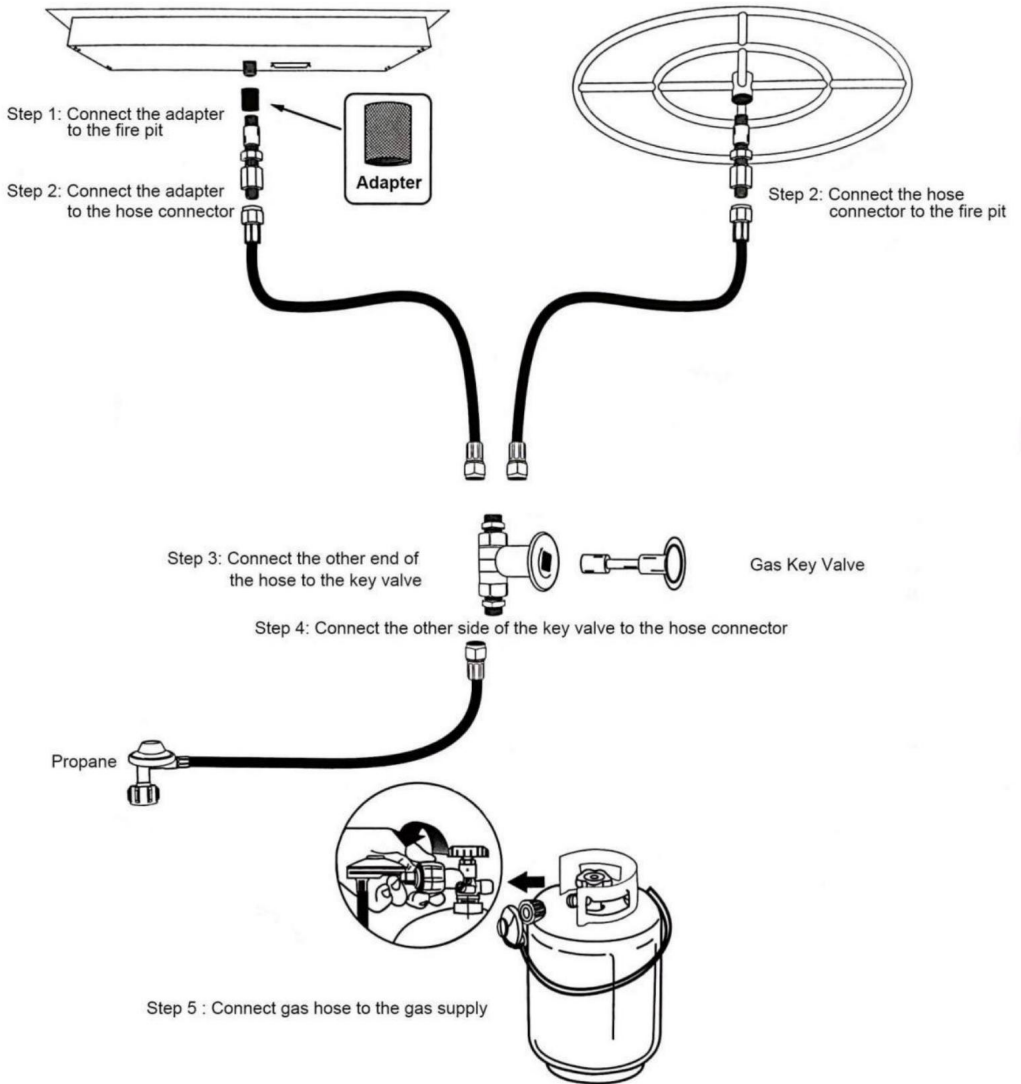 Step 1: Connect the adapter
to the fire pit
Adapter
Step 2: Connect the adapter
to the hose connector
Step 2: Connect the hose
connector to the fire pit
Step 3: Connect the other end of
the hose to the key valve
Gas Key Valve
Step 4: Connect the other side of the key valve to the hose connector
Propane
Step 5 : Connect gas hose to the gas supply